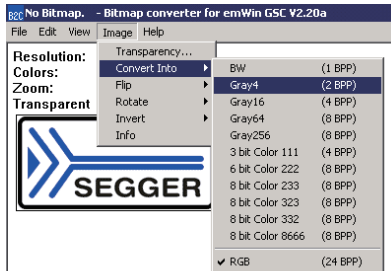 B2C No Bitmap. - Bitmap converter for emWin GSC V2.20a
File Edit View Image Help
Resolution:
Colors:
Zoom:
Transparent
Transparency...
Convert Into
Flip
Rotate
Invert
Info
BW (1 BPP)
Gray4 (2 BPP)
Gray16 (4 BPP)
Gray64 (8 BPP)
Gray256 (8 BPP)
3 bit Color 111 (4 BPP)
6 bit Color 222 (8 BPP)
8 bit Color 233 (8 BPP)
8 bit Color 323 (8 BPP)
8 bit Color 332 (8 BPP)
8 bit Color 8666 (8 BPP)
RGB (24 BPP)
SEGGER